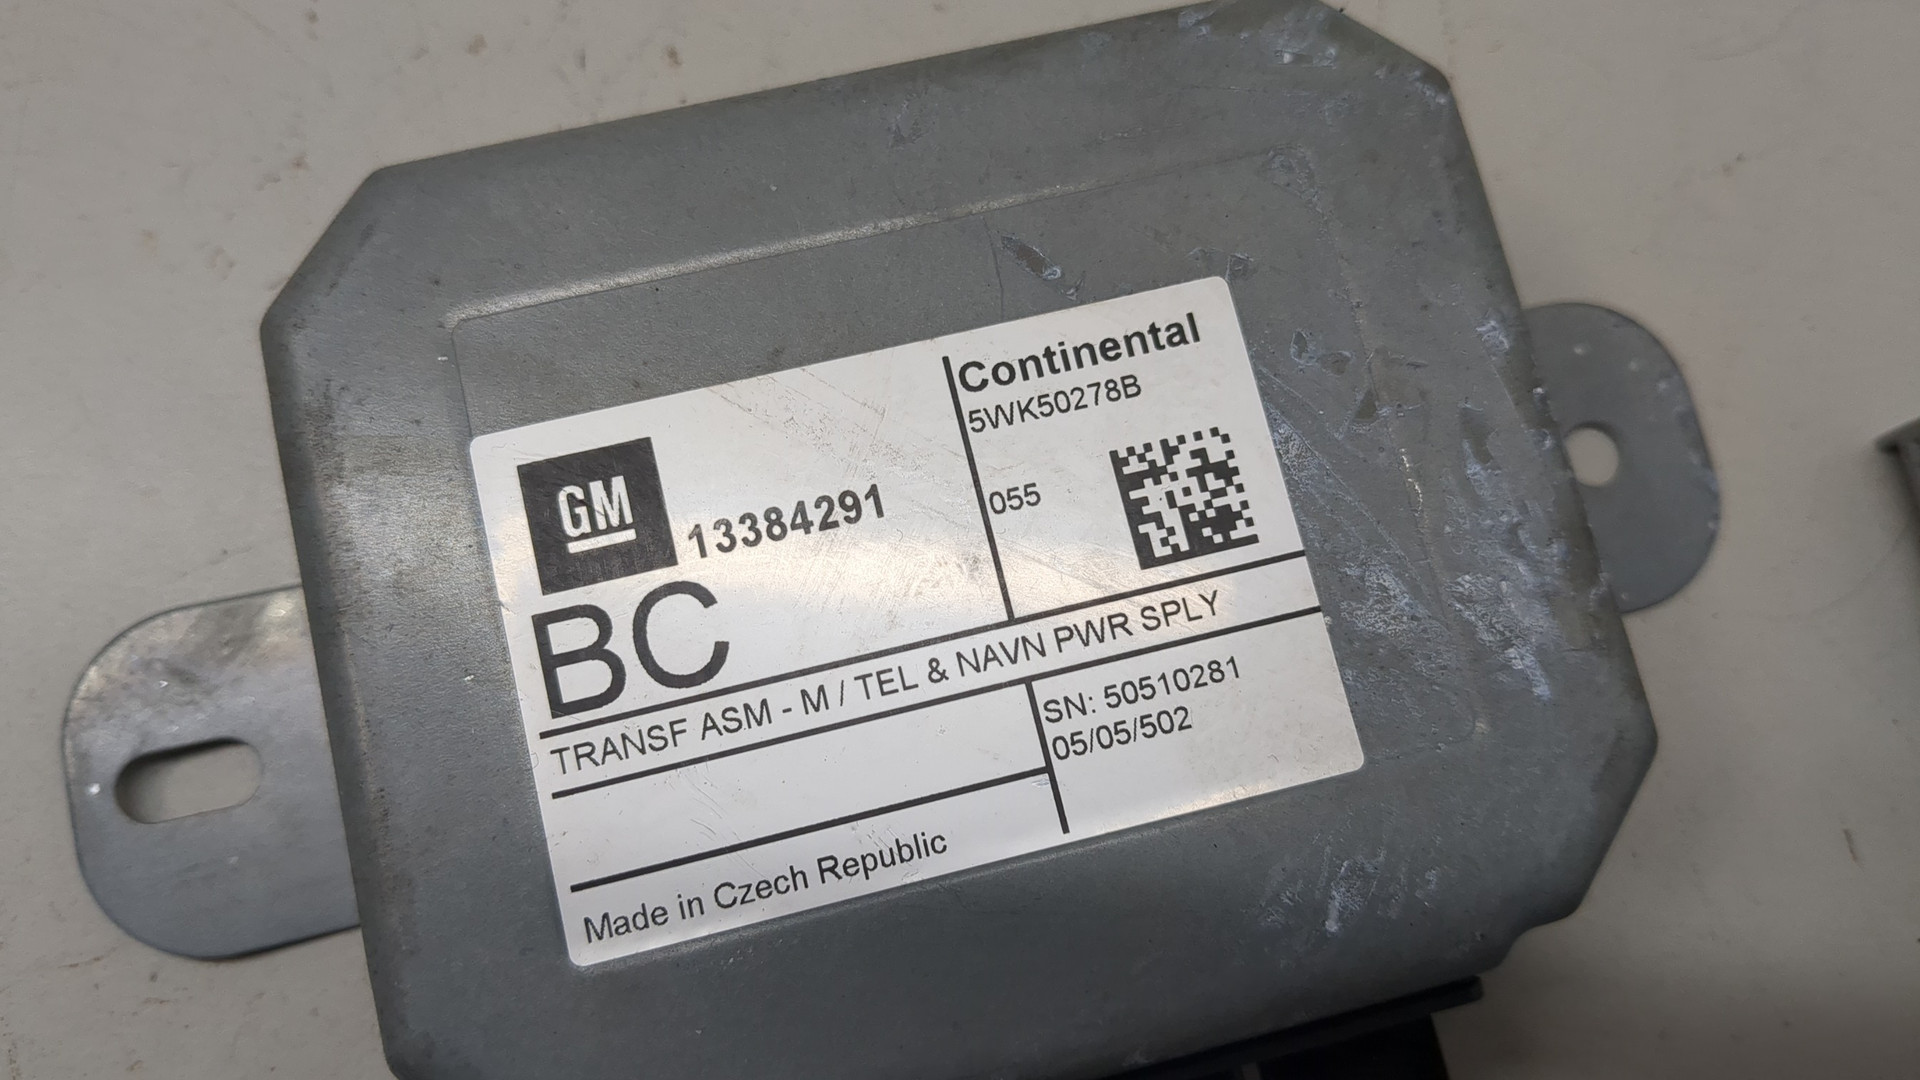 Continental
5WK50278B
GM
13384291
055
BC
TRANSF ASM - M / TEL & NAVN PWR SPLY
SN: 50510281
05/05/502
Made in Czech Republic